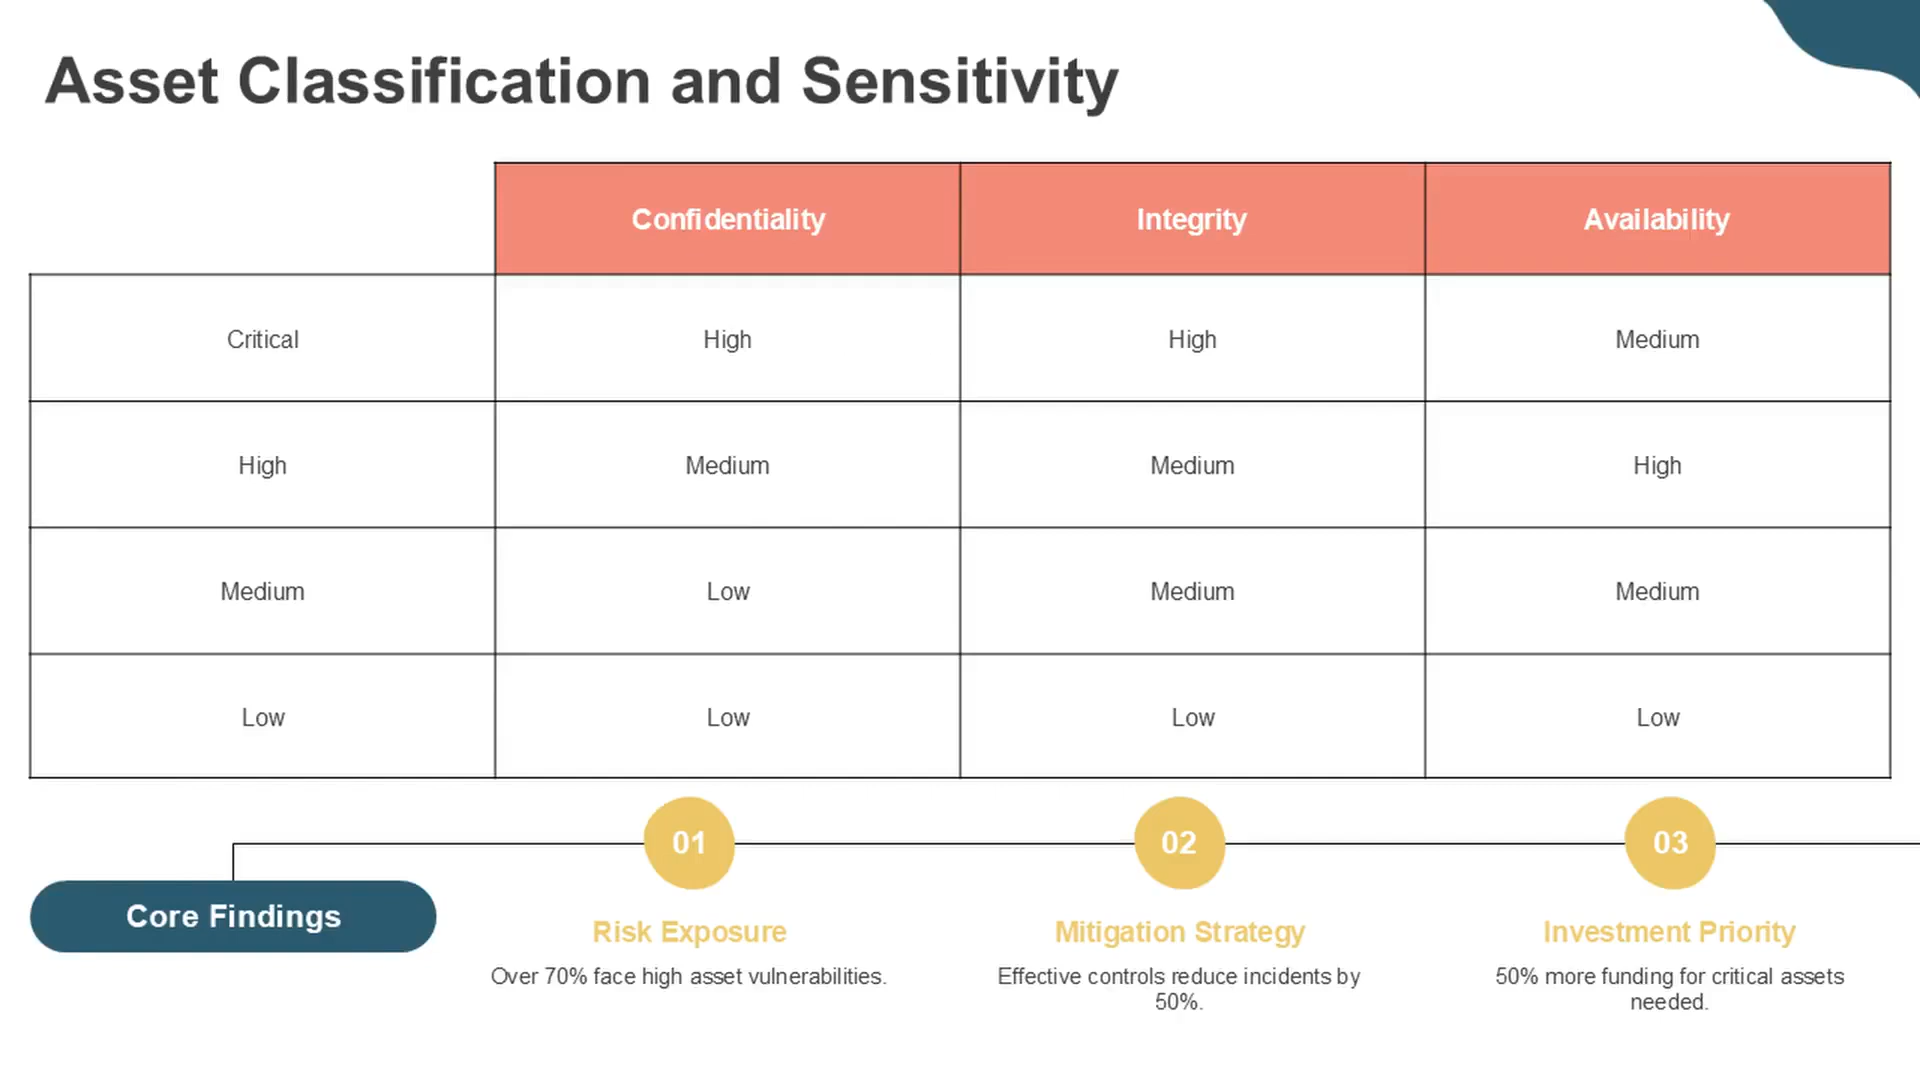 Asset Classification and Sensitivity
Confidentiality Integrity Availability
Critical High High Medium
High Medium Medium High
Medium Low Medium Medium
Low Low Low Low
Core Findings
01
Risk Exposure
Over 70% face high asset vulnerabilities.
02
Mitigation Strategy
Effective controls reduce incidents by
50%.
03
Investment Priority
50% more funding for critical assets
needed.